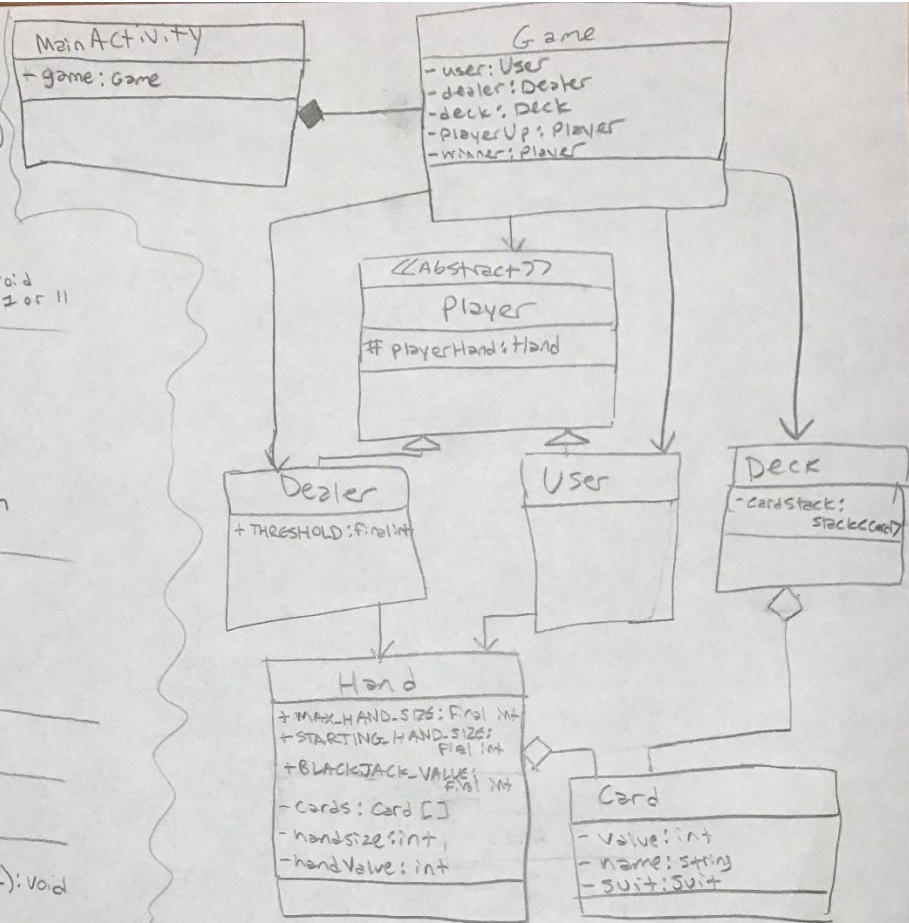 MainActivity
+ game: Game
Game
- user: User
- dealer: Dealer
- deck: Deck
- playerUp: Player
- winner: Player
oid
1 or 11
<<Abstract>>
Player
# playerHand: Hand
Dealer
+ THRESHOLD: final int
User
Deck
- cardStack:
stack<Card>
n
Hand
+ MAX_HAND_SIZE: Final int
+ STARTING_HAND_SIZE:
Final int
+ BLACKJACK_VALUE:
Final int
- cards: Card []
- handsize: int
- handValue: int
Card
- value: int
- name: String
- suit: Suit
): void